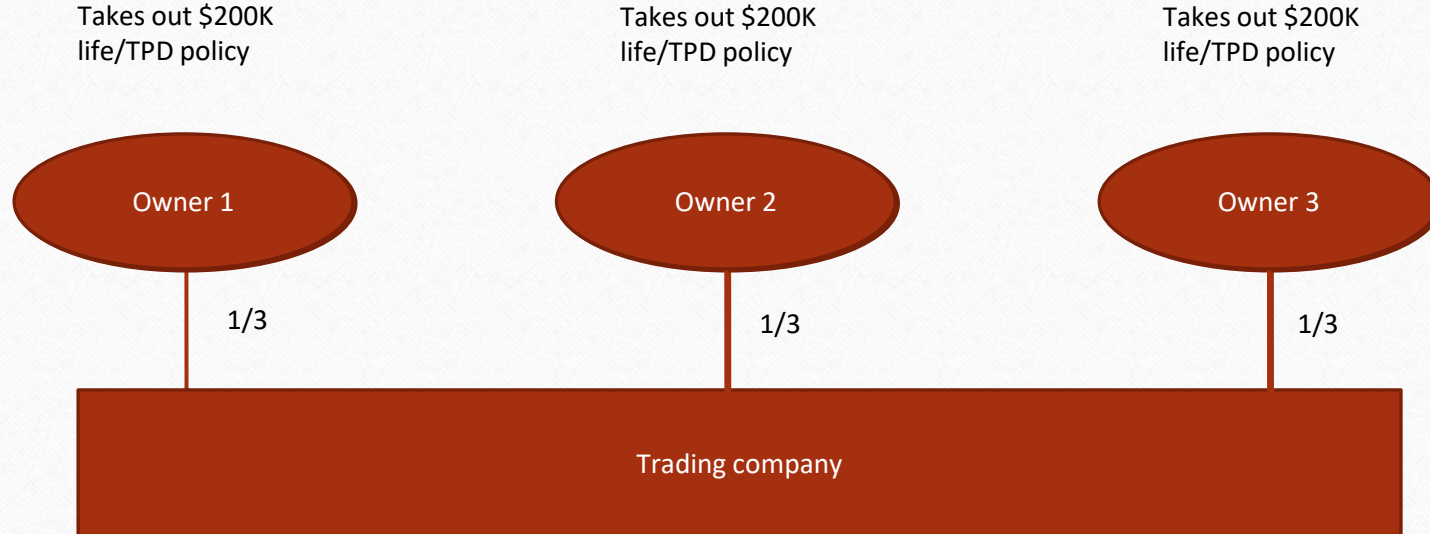 Takes out $200K
life/TPD policy
Takes out $200K
life/TPD policy
Takes out $200K
life/TPD policy
Owner 1
Owner 2
Owner 3
1/3
1/3
1/3
Trading company